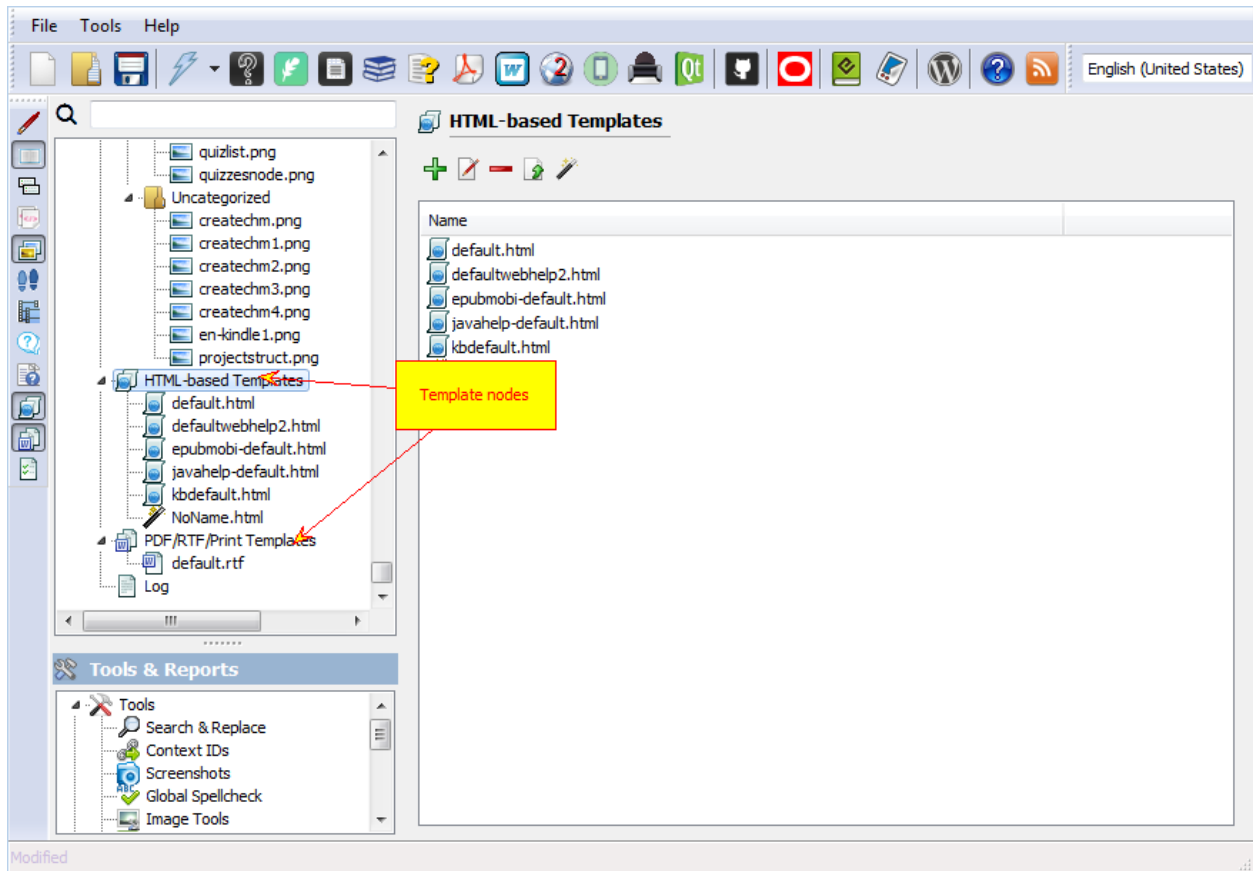 File Tools Help
English (United States)
quizlist.png
quizzesnode.png
Uncategorized
createchm.png
createchm1.png
createchm2.png
createchm3.png
createchm4.png
en-kindle1.png
projectstruct.png
HTML-based Templates
default.html
defaultwebhelp2.html
epubmobi-default.html
javahelp-default.html
kbdefault.html
NoName.html
PDF/RTF/Print Templates
default.rtf
Log
Tools & Reports
Tools
Search & Replace
Context IDs
Screenshots
Global Spellcheck
Image Tools
HTML-based Templates
Name
default.html
defaultwebhelp2.html
epubmobi-default.html
javahelp-default.html
kbdefault.html
Template nodes
Modified